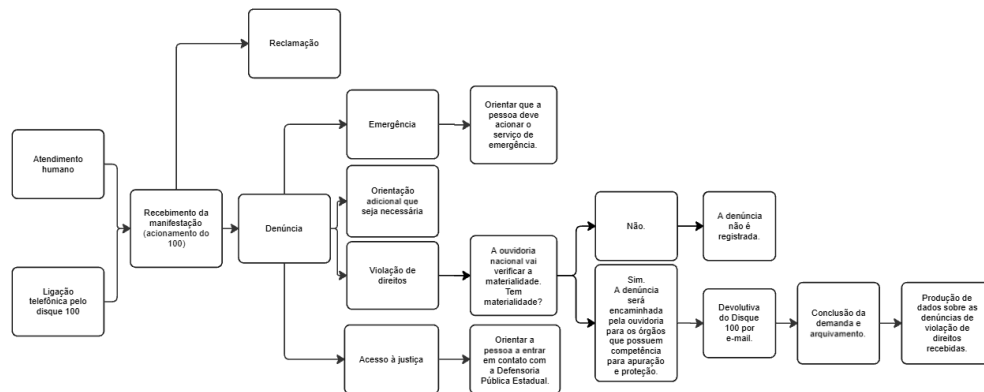 Reclamação
Emergência
Orientar que a
pessoa deve
acionar o
serviço de
emergência.
Atendimento
humano
Recebimento da
manifestação
(acionamento do
100)
Denúncia
Orientação
adicional que
seja necessária
Não.
A denúncia
não é
registrada.
Ligação
telefônica pelo
disque 100
Violação de
direitos
A ouvidoria
nacional vai
verificar a
materialidade.
Tem
materialidade?
Sim.
A denúncia
será
encaminhada
pela ouvidoria
para os órgãos
que possuem
competência
para apuração
e proteção.
Devolutiva
do Disque
100 por
e-mail.
Conclusão da
demanda e
arquivamento.
Produção de
dados sobre as
denúncias de
violação de
direitos
recebidas.
Acesso à justiça
Orientar a
pessoa a entrar
em contato com
a Defensoria
Pública Estadual.